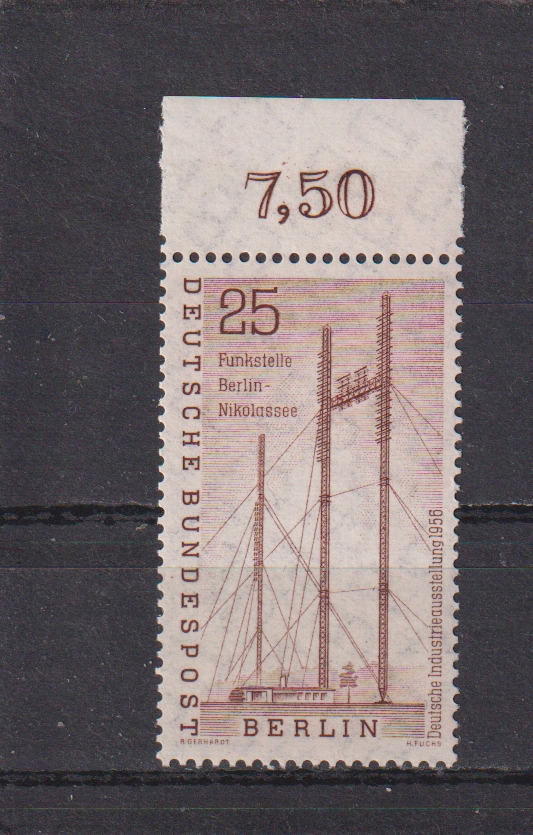 7,50
25
Funkstelle
Berlin-
Nikolassee
DEUTSCHE BUNDESPOST
Deutsche Industrieausstellung 1956
BERLIN
R.GERHARDT
H.FUCHS